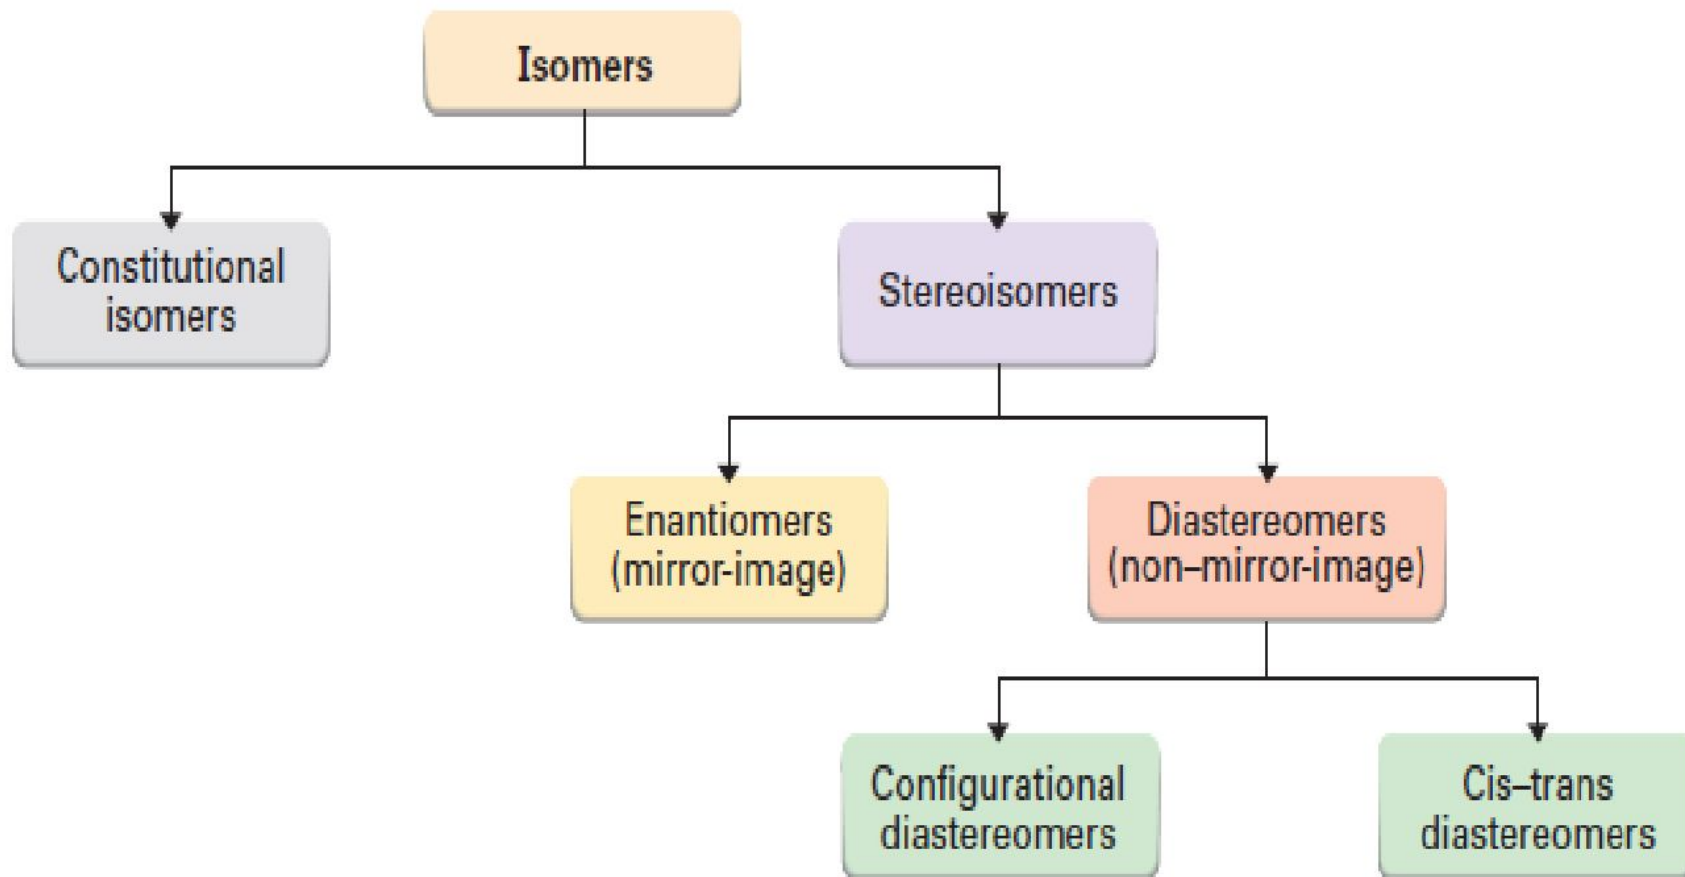 Isomers
Constitutional
isomers
Stereoisomers
Enantiomers
(mirror-image)
Diastereomers
(non–mirror-image)
Configurational
diastereomers
Cis–trans
diastereomers